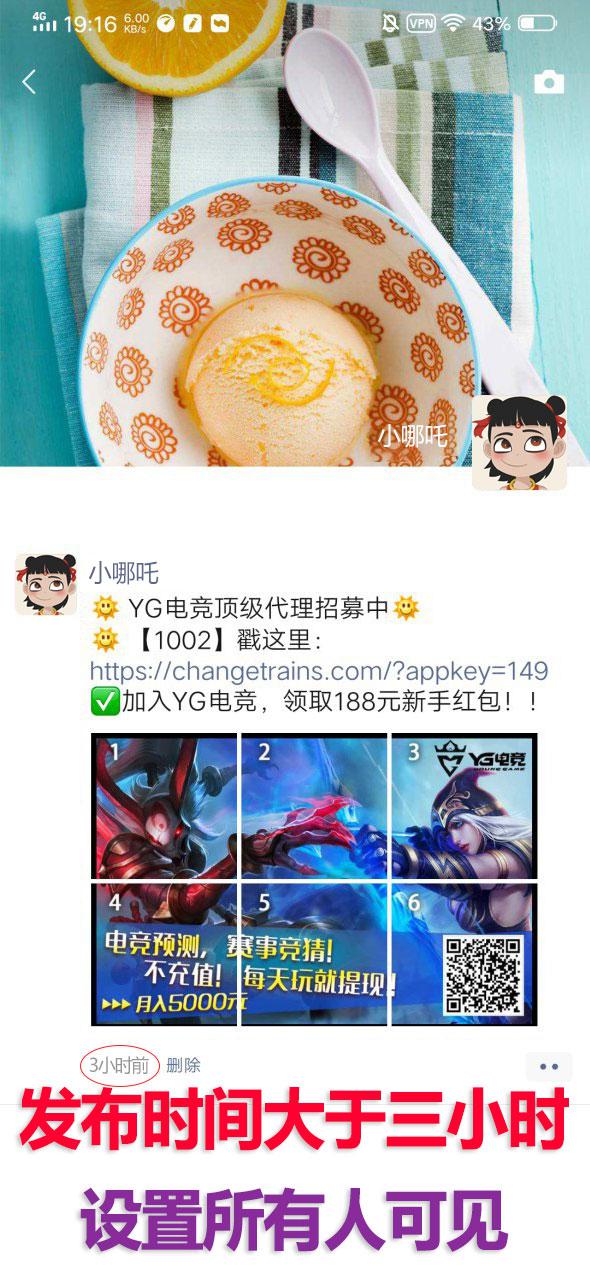 4G 19:16 6.00 KB/s VPN 43%
小哪吒
小哪吒
YG电竞顶级代理招募中
【1002】戳这里：
https://changetrains.com/?appkey=149
加入YG电竞，领取188元新手红包！！
1 2 3 YG电竞
YOUNG GAME
4 5 6
电竞预测，赛事竞猜！
不充值！每天玩就提现！
月入5000元
3小时前 删除
发布时间大于三小时
设置所有人可见